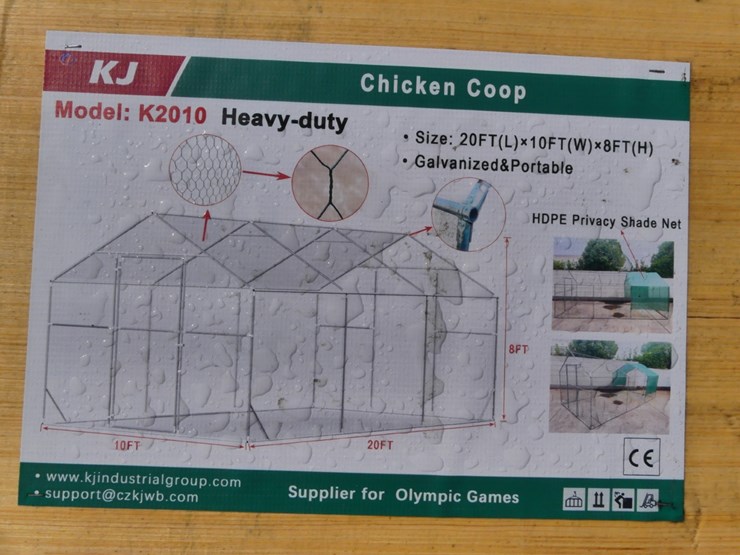 KJ
Chicken Coop
Model: K2010 Heavy-duty
• Size: 20FT(L)×10FT(W)×8FT(H)
• Galvanized&Portable
HDPE Privacy Shade Net
8FT
10FT
20FT
CE
• www.kjindustrialgroup.com
• support@czkjwb.com
Supplier for Olympic Games